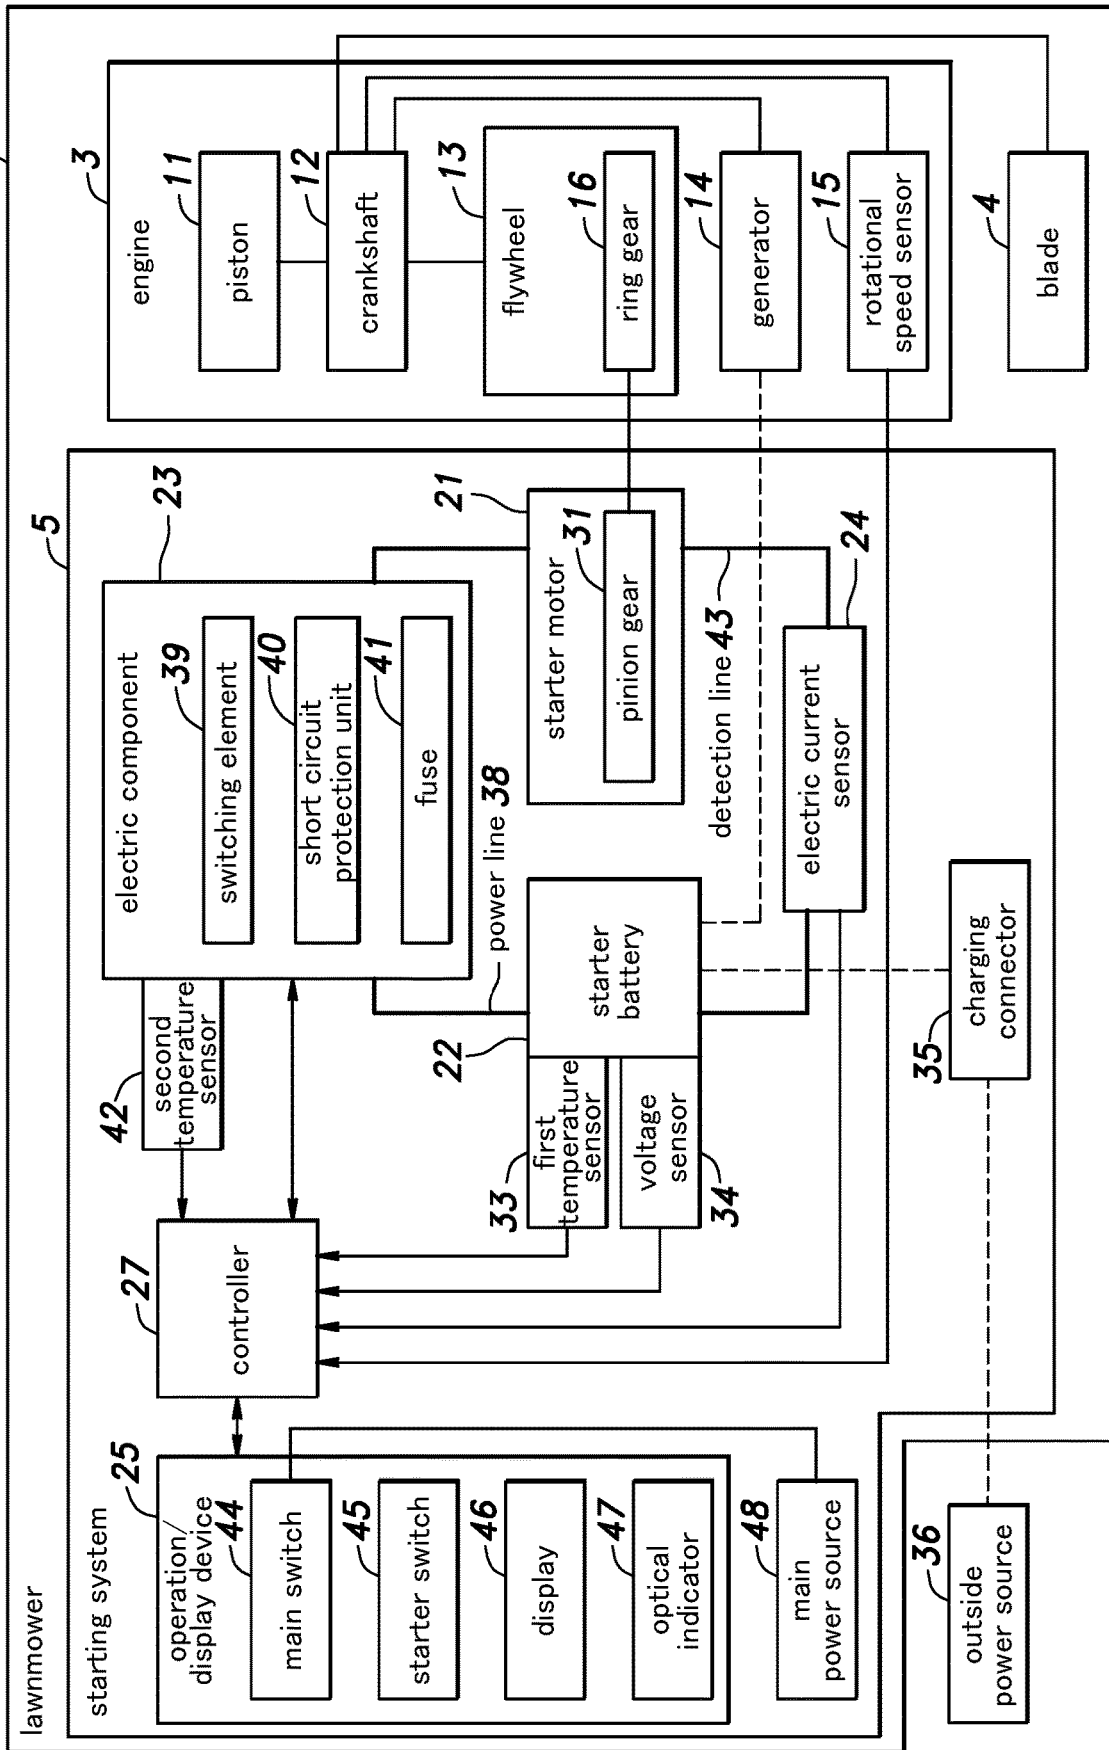 lawnmower
starting system
5
operation/
display device
25
main switch
44
starter switch
45
display
46
optical
indicator
47
main
power source
48
outside
power source
36
controller
27
second
temperature
sensor
42
electric component
23
switching element
39
short circuit
protection unit
40
fuse
41
power line 38
first
temperature
sensor
33
voltage
sensor
34
starter
battery
22
starter motor
21
pinion gear
31
detection line 43
electric current
sensor
24
charging
connector
35
engine
3
piston
11
crankshaft
12
flywheel
13
ring gear
16
generator
14
rotational
speed sensor
15
blade
4